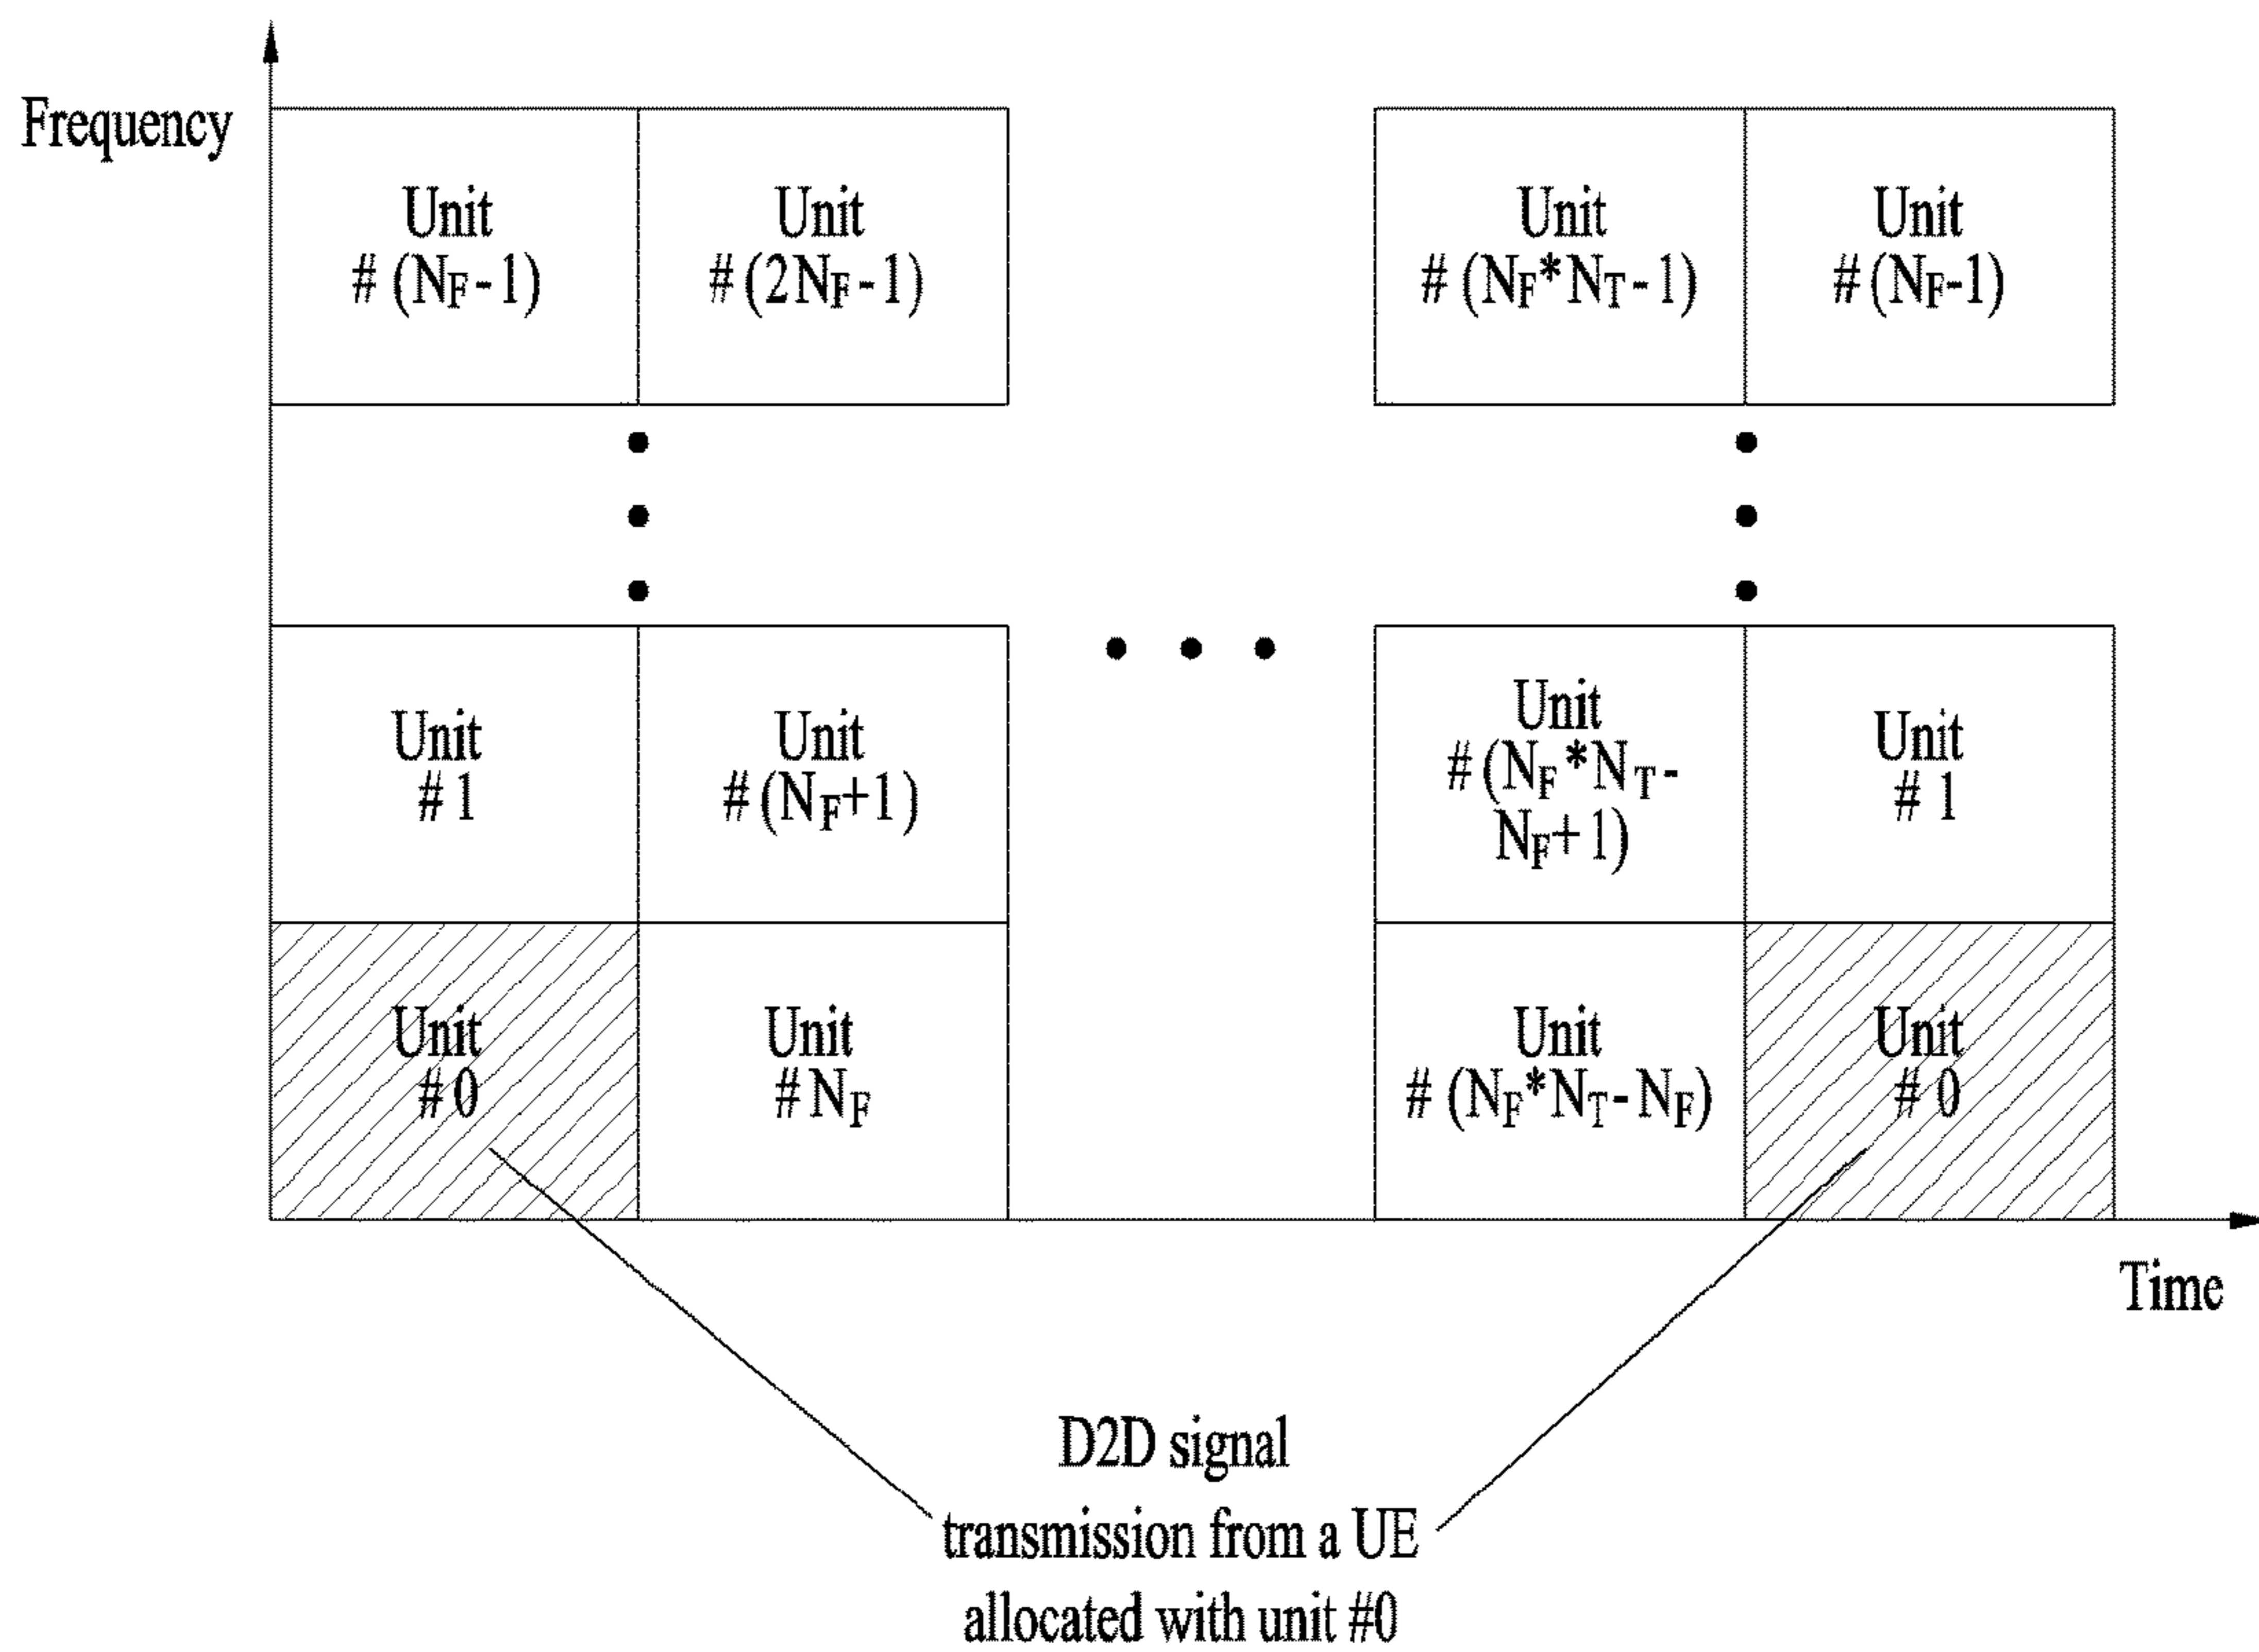 Frequency
Unit
# (NF - 1)
Unit
# (2NF - 1)
Unit
# (NF*NT - 1)
Unit
# (NF-1)
Unit
# 1
Unit
# (NF+1)
Unit
# (NF*NT -
NF+ 1)
Unit
# 1
Unit
# 0
Unit
# NF
Unit
# (NF*NT - NF)
Unit
# 0
Time
D2D signal
transmission from a UE
allocated with unit #0